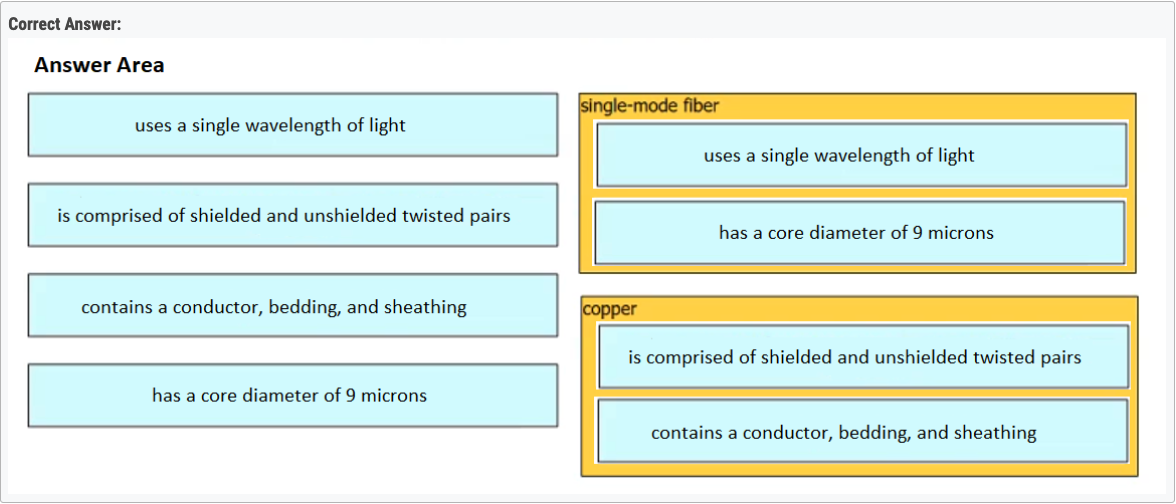 Correct Answer:
Answer Area
uses a single wavelength of light
is comprised of shielded and unshielded twisted pairs
contains a conductor, bedding, and sheathing
has a core diameter of 9 microns
single-mode fiber
uses a single wavelength of light
has a core diameter of 9 microns
copper
is comprised of shielded and unshielded twisted pairs
contains a conductor, bedding, and sheathing